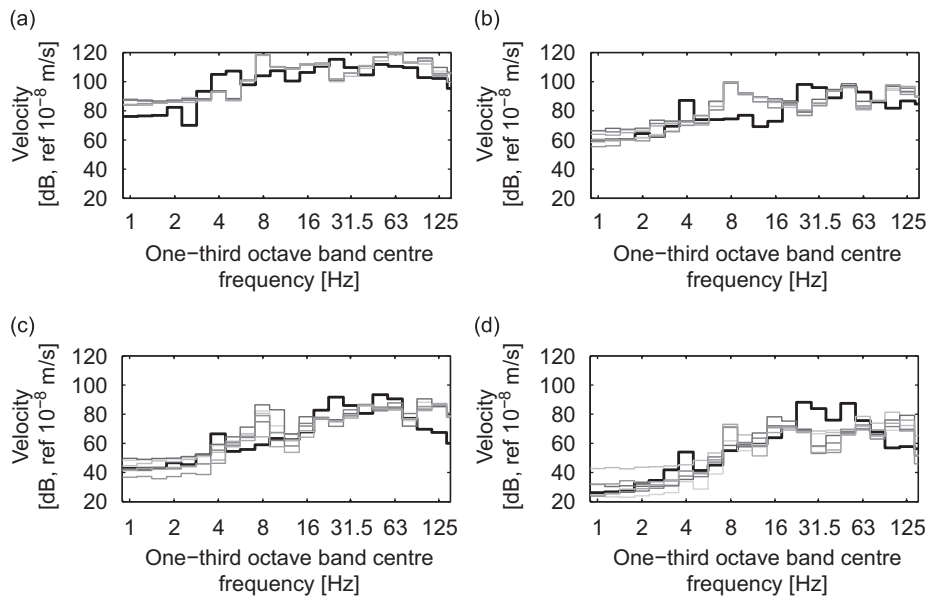 (a)
120
100
80
60
40
20
Velocity
[dB, ref 10⁻⁸ m/s]
1 2 4 8 16 31.5 63 125
One−third octave band centre
frequency [Hz]
(b)
120
100
80
60
40
20
Velocity
[dB, ref 10⁻⁸ m/s]
1 2 4 8 16 31.5 63 125
One−third octave band centre
frequency [Hz]
(c)
120
100
80
60
40
20
Velocity
[dB, ref 10⁻⁸ m/s]
1 2 4 8 16 31.5 63 125
One−third octave band centre
frequency [Hz]
(d)
120
100
80
60
40
20
Velocity
[dB, ref 10⁻⁸ m/s]
1 2 4 8 16 31.5 63 125
One−third octave band centre
frequency [Hz]